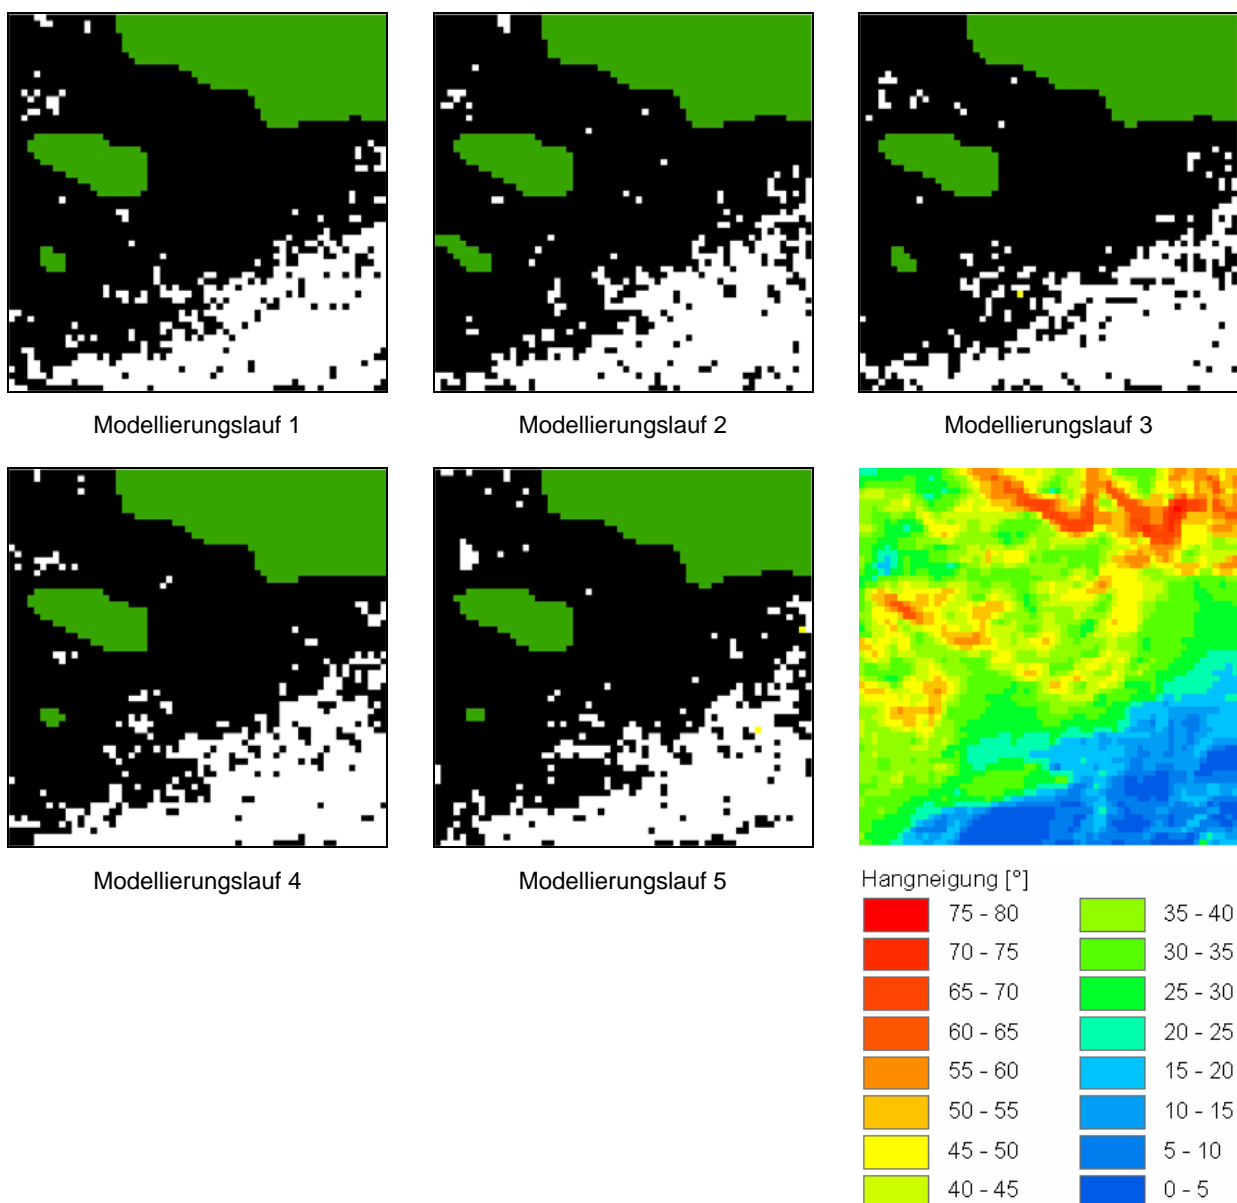 Modellierungslauf 1
Modellierungslauf 2
Modellierungslauf 3
Modellierungslauf 4
Modellierungslauf 5
Hangneigung [°]
75 - 80
70 - 75
65 - 70
60 - 65
55 - 60
50 - 55
45 - 50
40 - 45
35 - 40
30 - 35
25 - 30
20 - 25
15 - 20
10 - 15
5 - 10
0 - 5